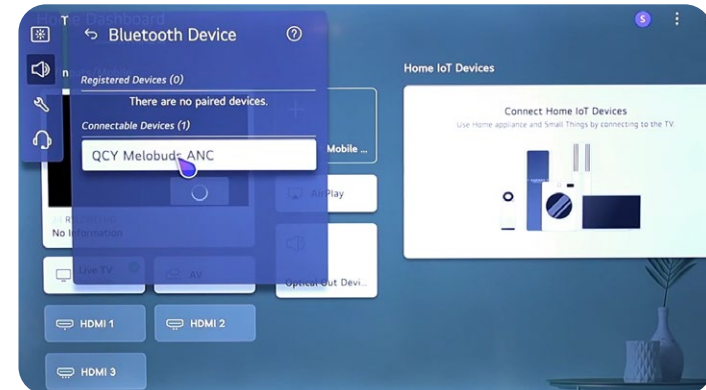 Home Dashboard
S
Bluetooth Device
Registered Devices (0)
There are no paired devices.
Connectable Devices (1)
QCY Melobuds ANC
Mobile ...
AirPlay
No Information
Live TV
AV
Optical Out Devi...
HDMI 1
HDMI 2
HDMI 3
Home IoT Devices
Connect Home IoT Devices
Use Home appliance and Small Things by connecting to the TV.